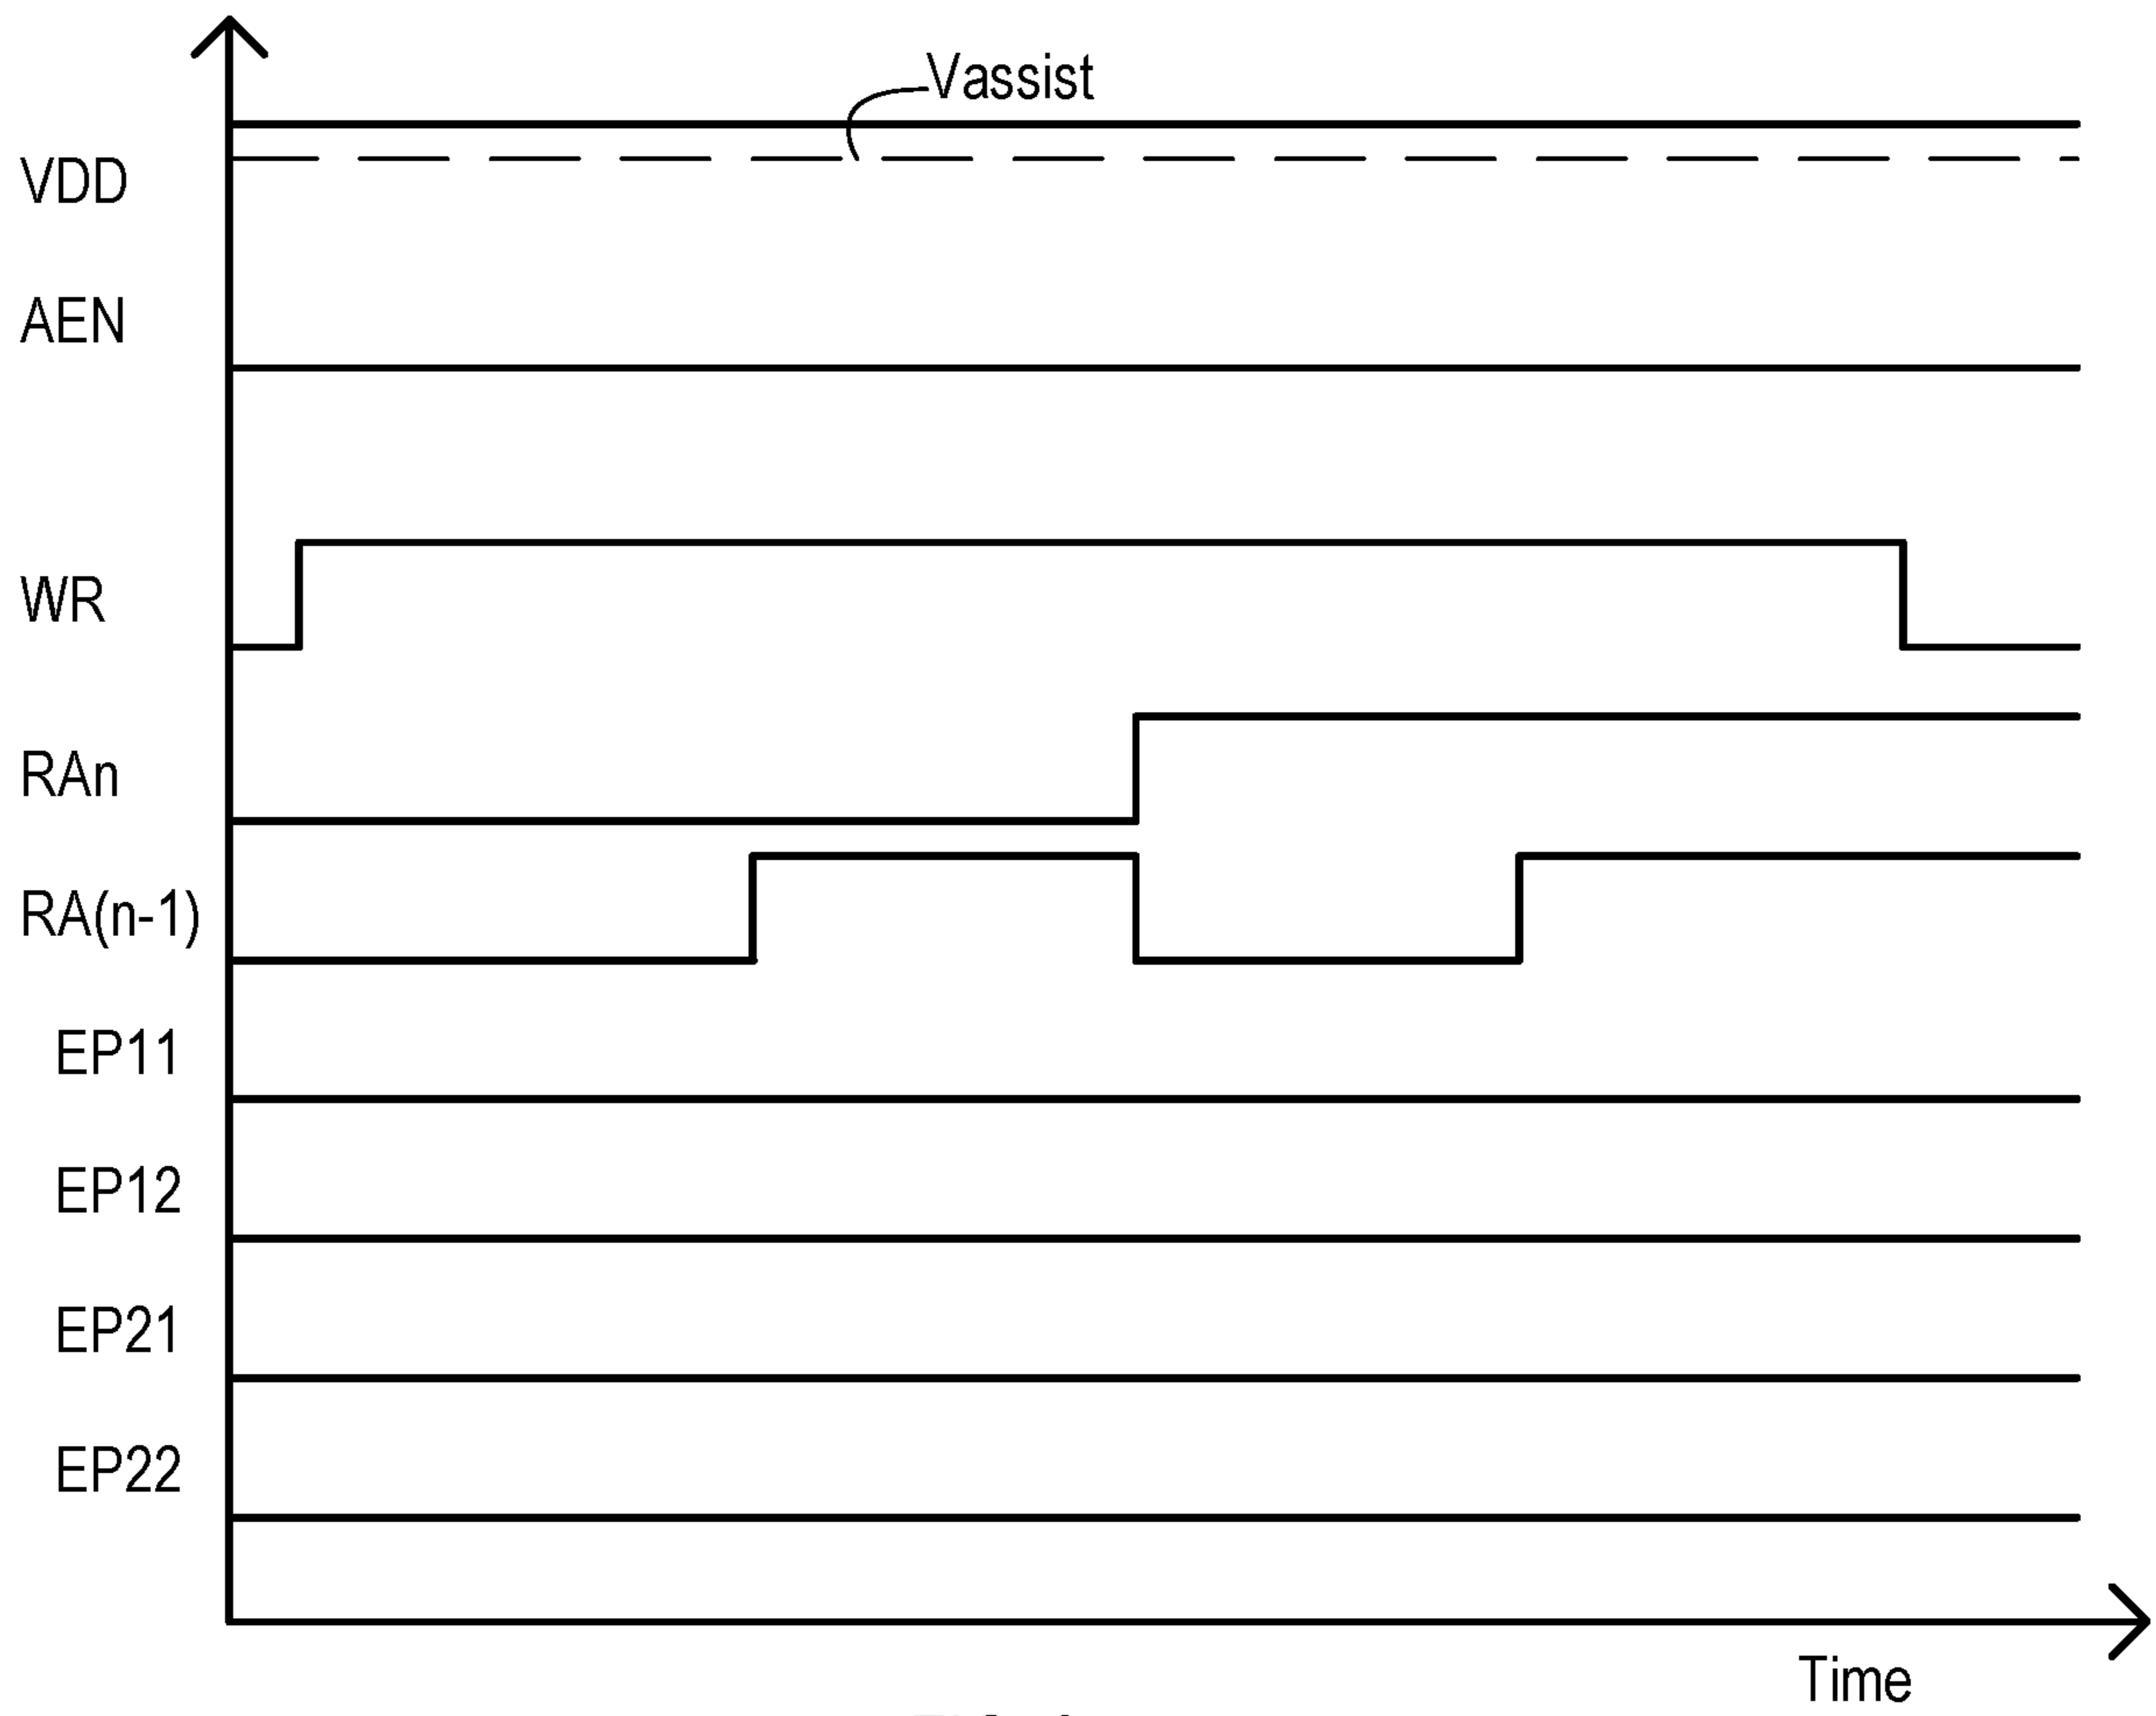 Vassist
VDD
AEN
WR
RAn
RA(n-1)
EP11
EP12
EP21
EP22
Time